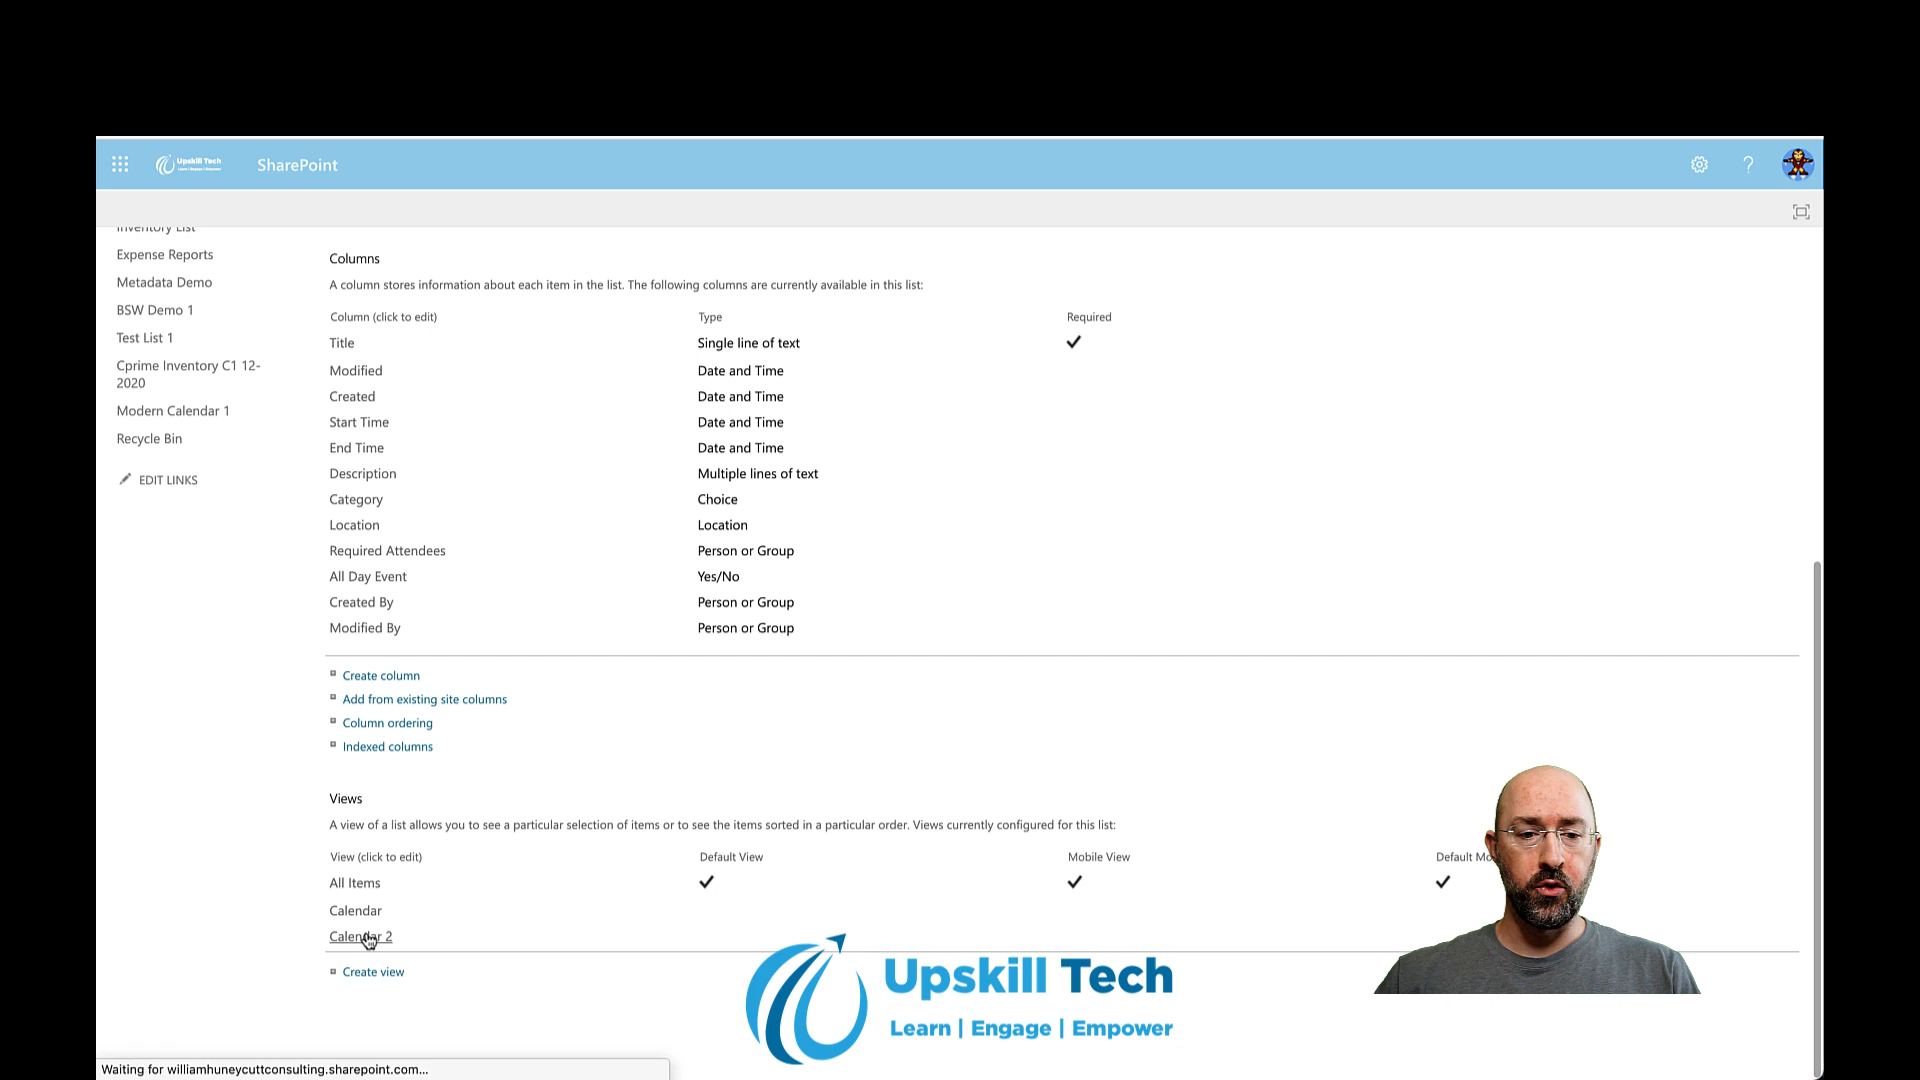 Upskill Tech
SharePoint
?
Inventory List
Expense Reports
Metadata Demo
BSW Demo 1
Test List 1
Cprime Inventory C1 12-
2020
Modern Calendar 1
Recycle Bin
EDIT LINKS
Columns
A column stores information about each item in the list. The following columns are currently available in this list:
Column (click to edit) Type Required
Title Single line of text
Modified Date and Time
Created Date and Time
Start Time Date and Time
End Time Date and Time
Description Multiple lines of text
Category Choice
Location Location
Required Attendees Person or Group
All Day Event Yes/No
Created By Person or Group
Modified By Person or Group
Create column
Add from existing site columns
Column ordering
Indexed columns
Views
A view of a list allows you to see a particular selection of items or to see the items sorted in a particular order. Views currently configured for this list:
View (click to edit) Default View Mobile View Default Mo
All Items
Calendar
Calendar 2
Create view
Upskill Tech
Learn | Engage | Empower
Waiting for williamhuneycuttconsulting.sharepoint.com...